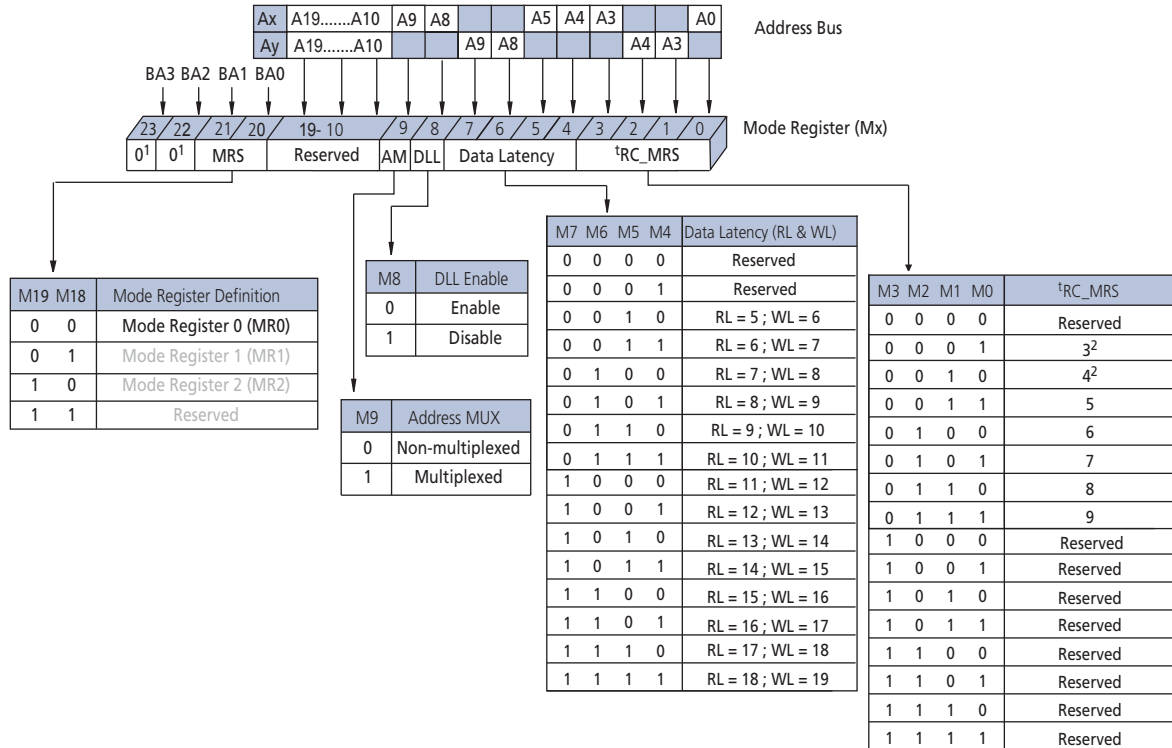 Ax A19.......A10 A9 A8 A5 A4 A3 A0
Address Bus
Ay A19.......A10 A9 A8 A4 A3
BA3 BA2 BA1 BA0
23 22 21 20 19-10 9 8 7 6 5 4 3 2 1 0
Mode Register (Mx)
0¹ 0¹ MRS Reserved AM DLL Data Latency tRC_MRS
M19 M18 Mode Register Definition
0 0 Mode Register 0 (MR0)
0 1 Mode Register 1 (MR1)
1 0 Mode Register 2 (MR2)
1 1 Reserved
M8 DLL Enable
0 Enable
1 Disable
M9 Address MUX
0 Non-multiplexed
1 Multiplexed
M7 M6 M5 M4 Data Latency (RL & WL)
0 0 0 0 Reserved
0 0 0 1 Reserved
0 0 1 0 RL = 5 ; WL = 6
0 0 1 1 RL = 6 ; WL = 7
0 1 0 0 RL = 7 ; WL = 8
0 1 0 1 RL = 8 ; WL = 9
0 1 1 0 RL = 9 ; WL = 10
0 1 1 1 RL = 10 ; WL = 11
1 0 0 0 RL = 11 ; WL = 12
1 0 0 1 RL = 12 ; WL = 13
1 0 1 0 RL = 13 ; WL = 14
1 0 1 1 RL = 14 ; WL = 15
1 1 0 0 RL = 15 ; WL = 16
1 1 0 1 RL = 16 ; WL = 17
1 1 1 0 RL = 17 ; WL = 18
1 1 1 1 RL = 18 ; WL = 19
M3 M2 M1 M0 tRC_MRS
0 0 0 0 Reserved
0 0 0 1 3²
0 0 1 0 4²
0 0 1 1 5
0 1 0 0 6
0 1 0 1 7
0 1 1 0 8
0 1 1 1 9
1 0 0 0 Reserved
1 0 0 1 Reserved
1 0 1 0 Reserved
1 0 1 1 Reserved
1 1 0 0 Reserved
1 1 0 1 Reserved
1 1 1 0 Reserved
1 1 1 1 Reserved